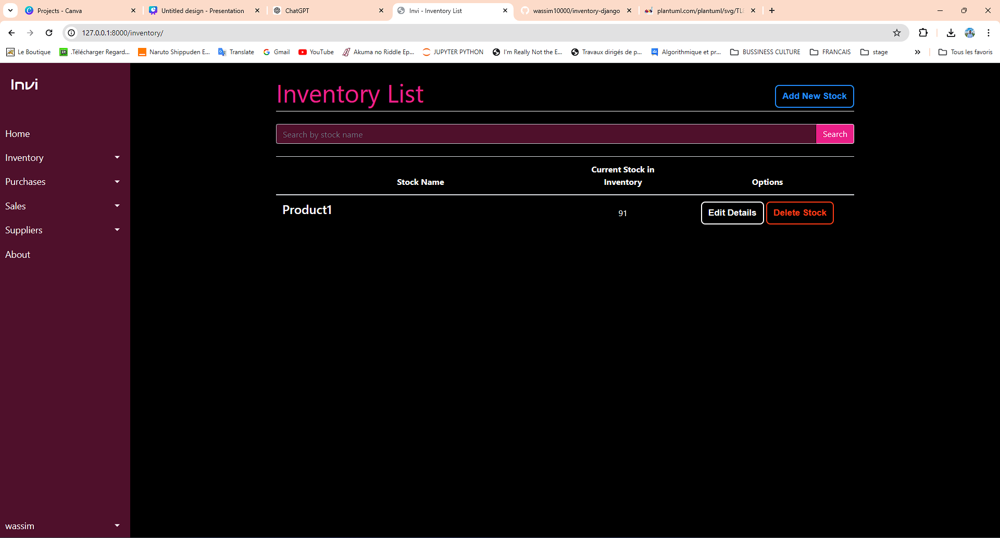 Projects - Canva
Untitled design - Presentation
ChatGPT
Invi - Inventory List
wassim10000/inventory-django
plantuml.com/plantuml/svg/TL
127.0.0.1:8000/inventory/
Le Boutique
.Télécharger Regard...
Naruto Shippuden E...
Translate
Gmail
YouTube
Akuma no Riddle Ep...
JUPYTER PYTHON
I'm Really Not the E...
Travaux dirigés de p...
Algorithmique et pr...
BUSSINESS CULTURE
FRANCAIS
stage
Tous les favoris
Invi
Home
Inventory
Purchases
Sales
Suppliers
About
wassim
Inventory List
Add New Stock
Search by stock name
Search
Stock Name
Current Stock in
Inventory
Options
Product1
91
Edit Details
Delete Stock